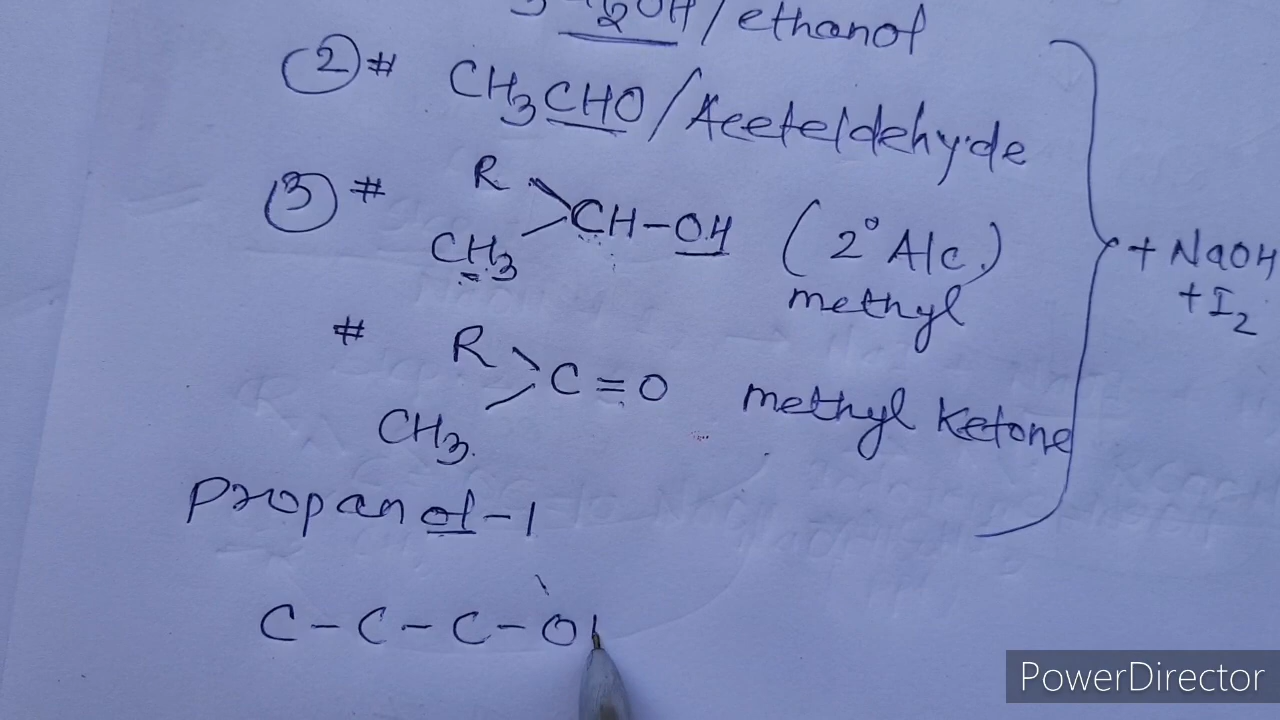 OH/ethanol
② # CH3CHO/Aceteldehyde
③ # R
CH-OH (2° Alc.)
CH3
methyl
+ NaOH
+ I2
# R
C=O methyl Ketone
CH3
propanol-1
C-C-C-O
PowerDirector